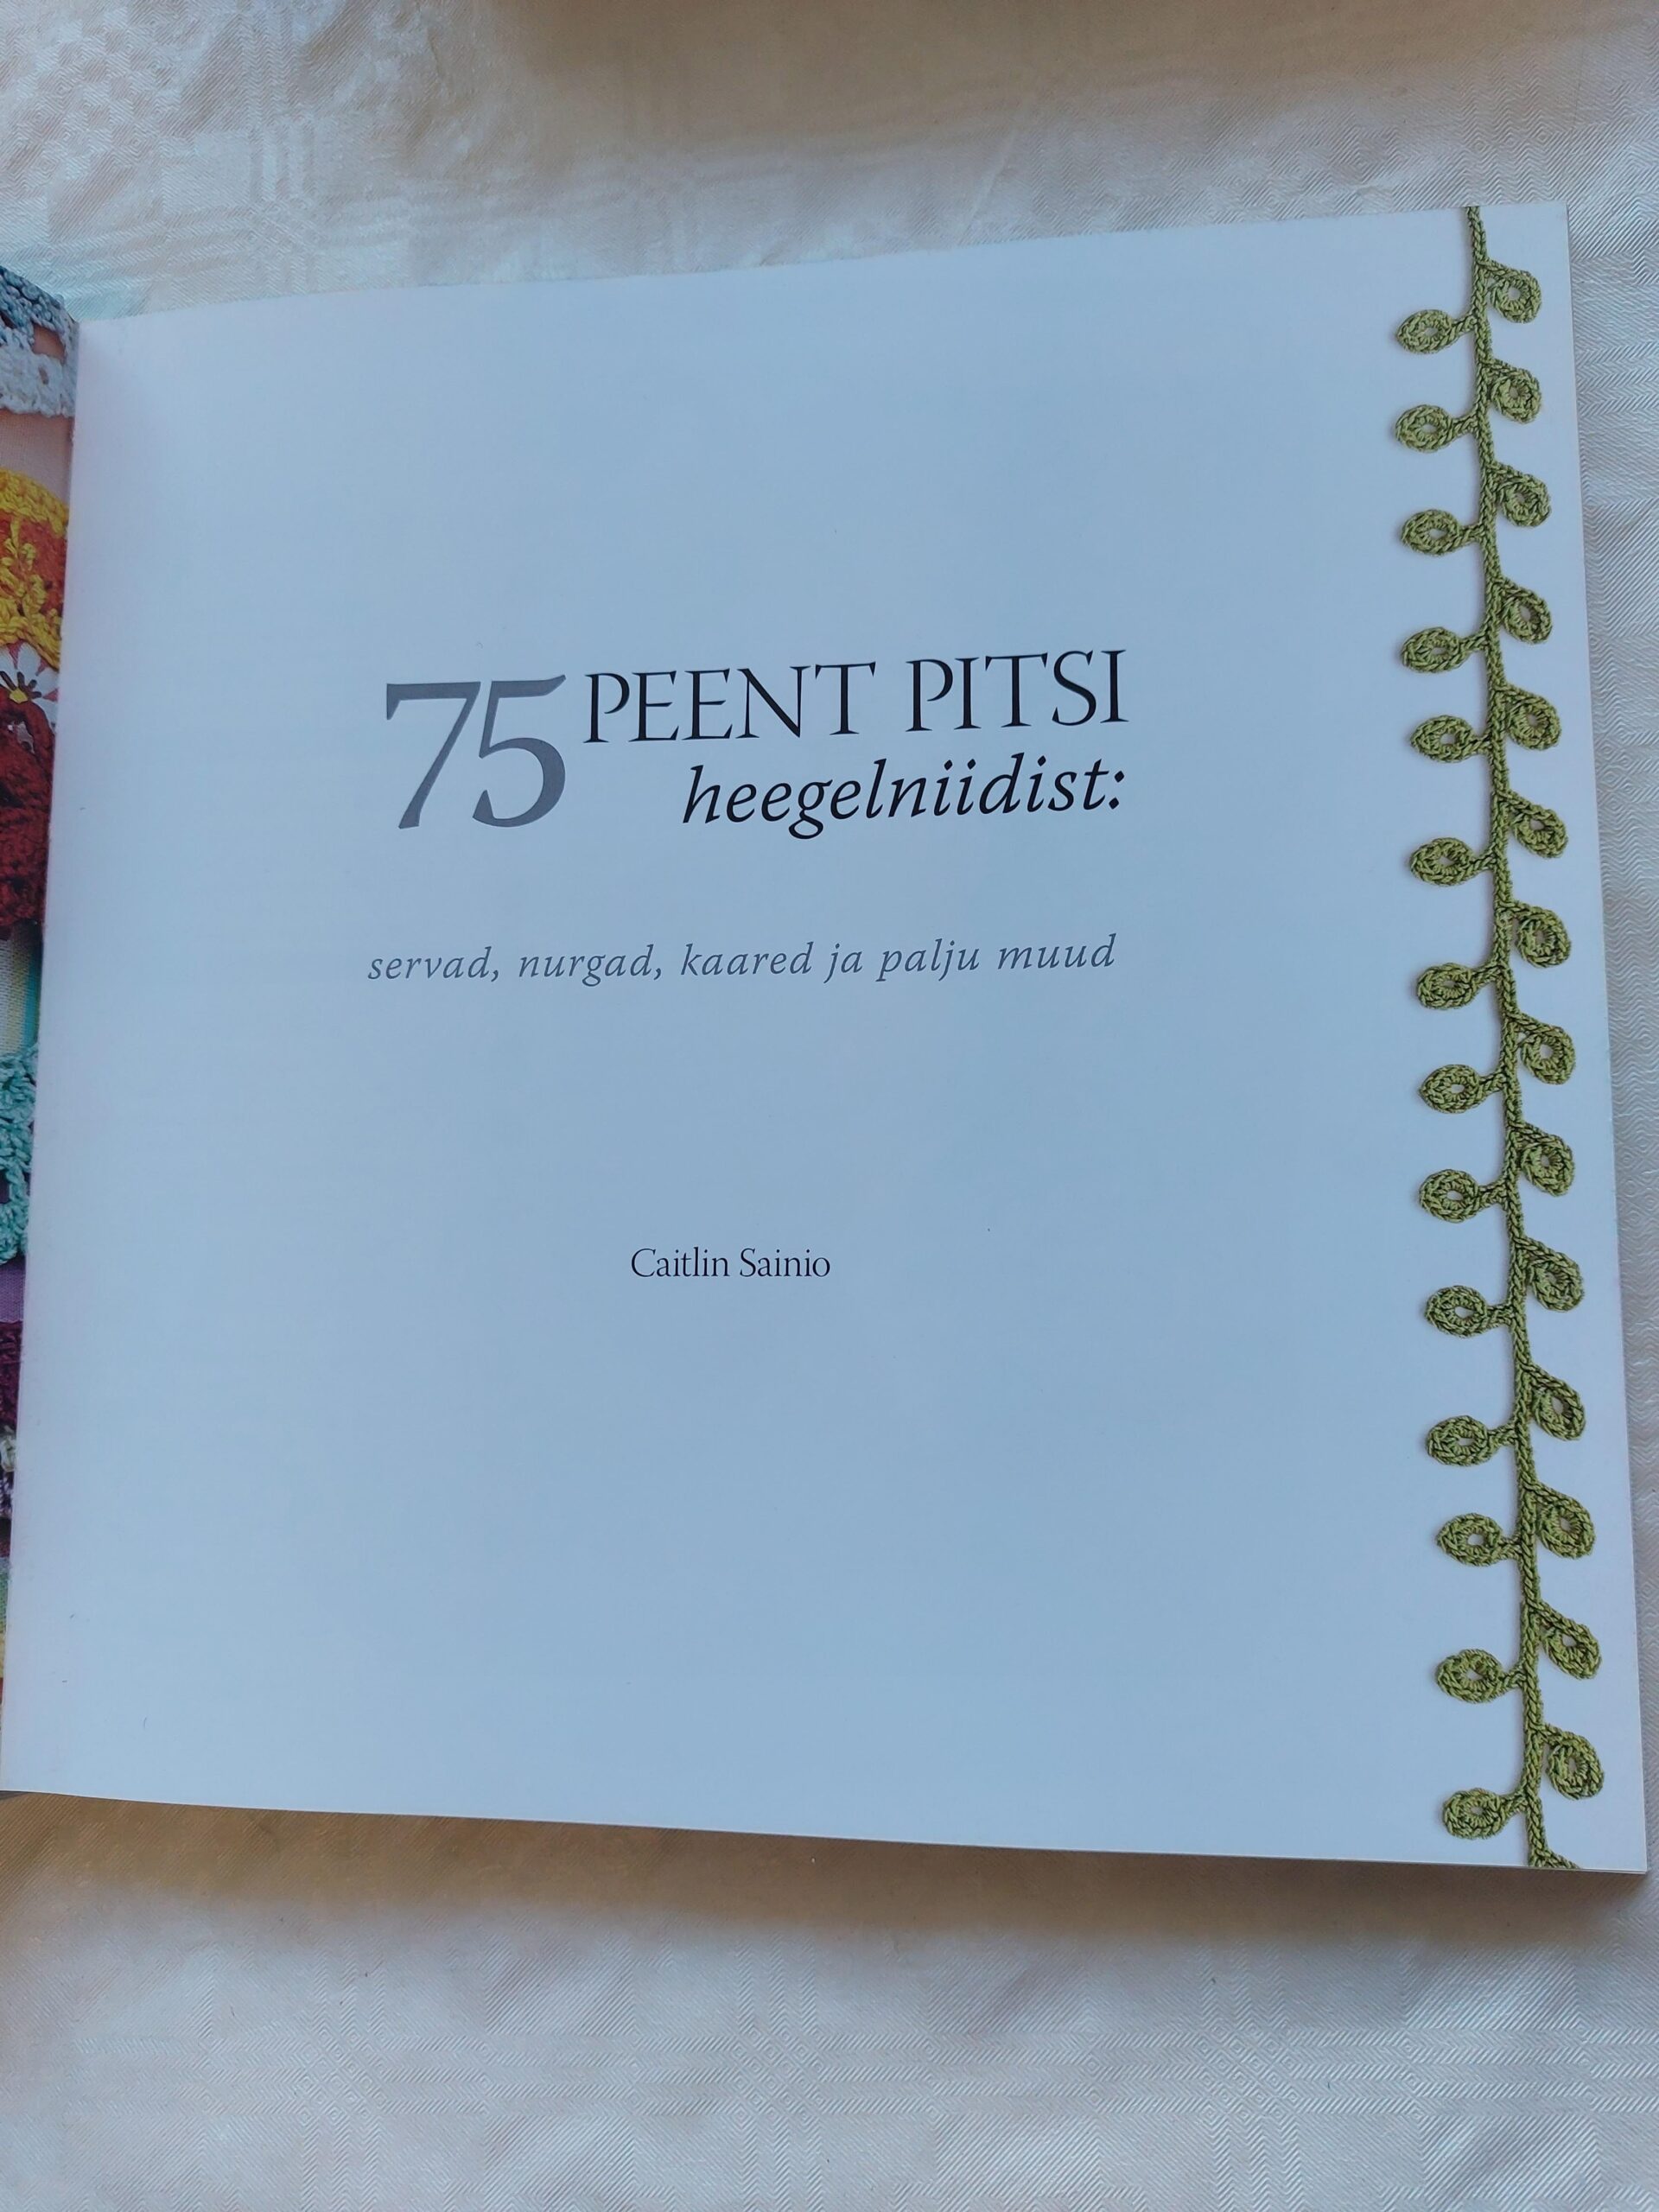 75 PEENT PITSI
heegelniidist:
servad, nurgad, kaared ja palju muud
Caitlin Sainio